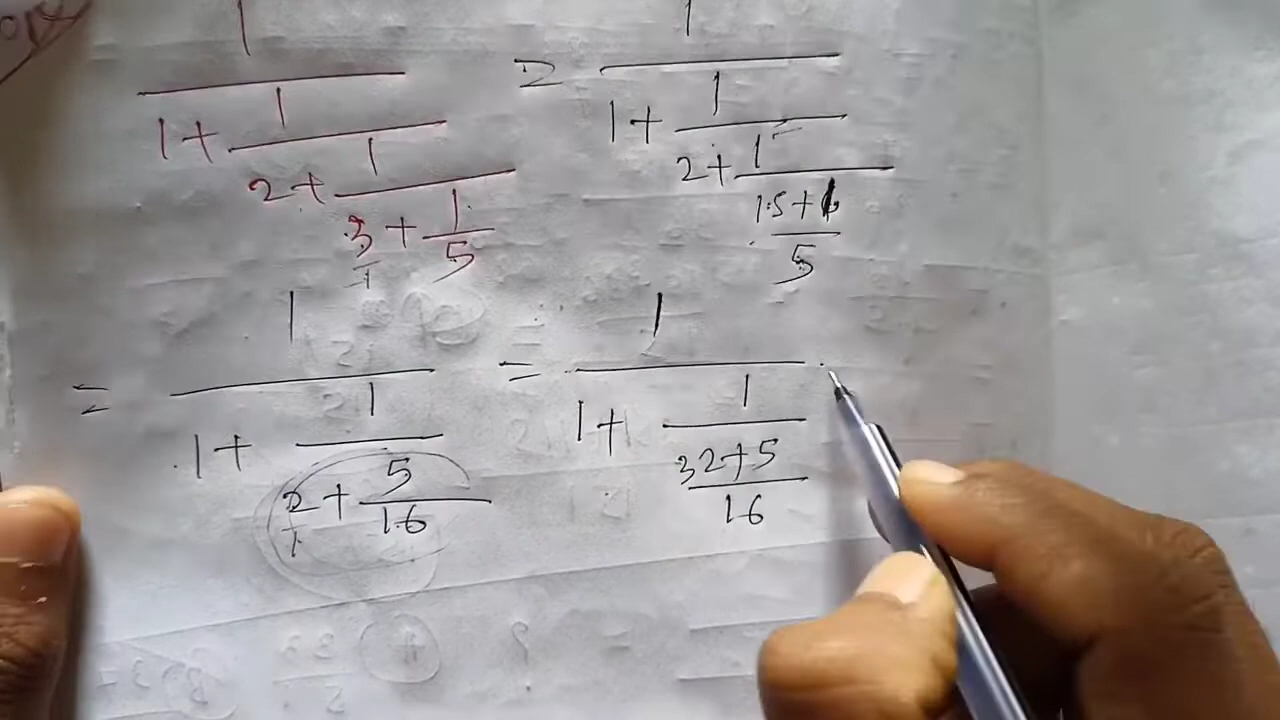 1 / (1 + 1 / (2 + 1 / (3/1 + 1/5))) = 1 / (1 + 1 / (2 + 1 / ((15+1)/5)))
= 1 / (1 + 1 / (2/1 + 5/16)) = 1 / (1 + 1 / ((32+5)/16))